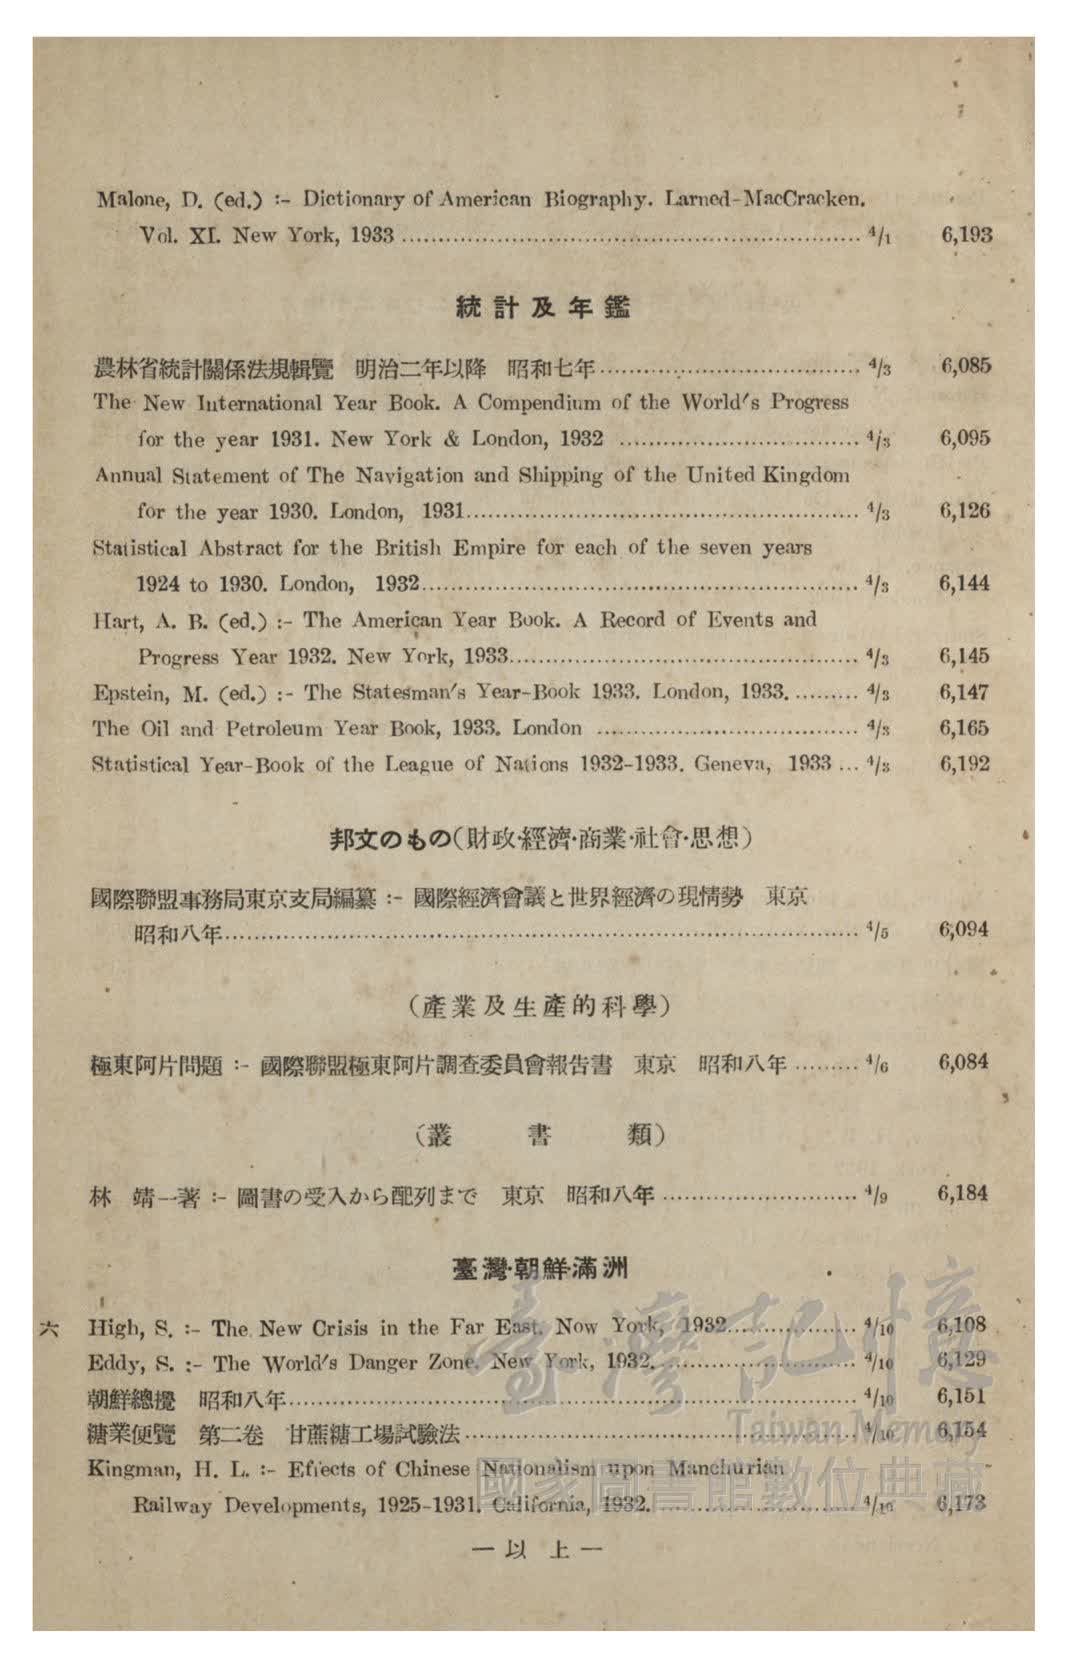 Malone, D. (ed.) :- Dictionary of American Biography. Larned-MacCracken.
Vol. XI. New York, 1933 ........ 4/1 6,193
統計及年鑑
農林省統計關係法規輯覽 明治二年以降 昭和七年 ........ 4/3 6,085
The New International Year Book. A Compendium of the World's Progress
for the year 1931. New York & London, 1932 ........ 4/3 6,095
Annual Statement of The Navigation and Shipping of the United Kingdom
for the year 1930. London, 1931 ........ 4/3 6,126
Statistical Abstract for the British Empire for each of the seven years
1924 to 1930. London, 1932 ........ 4/3 6,144
Hart, A. B. (ed.) :- The American Year Book. A Record of Events and
Progress Year 1932. New York, 1933 ........ 4/3 6,145
Epstein, M. (ed.) :- The Statesman's Year-Book 1933. London, 1933. ........ 4/3 6,147
The Oil and Petroleum Year Book, 1933. London ........ 4/3 6,165
Statistical Year-Book of the League of Nations 1932-1933. Geneva, 1933 ... 4/3 6,192
邦文のもの(財政·經濟·商業·社會·思想)
國際聯盟事務局東京支局編纂 :- 國際經濟會議と世界經濟の現情勢 東京
昭和八年 ........ 4/5 6,094
(產業及生產的科學)
極東阿片問題 :- 國際聯盟極東阿片調査委員會報告書 東京 昭和八年 ........ 4/6 6,084
(叢書類)
林 靖一著 :- 圖書の受入から配列まで 東京 昭和八年 ........ 4/9 6,184
臺灣·朝鮮·滿洲
六
High, S. :- The New Crisis in the Far East. Now York, 1932 ........ 4/10 6,108
Eddy, S. :- The World's Danger Zone. New York, 1932. ........ 4/10 6,129
朝鮮總攬 昭和八年 ........ 4/10 6,151
糖業便覽 第二卷 甘蔗糖工場試驗法 ........ 4/10 6,154
Kingman, H. L. :- Effects of Chinese Nationalism upon Manchurian
Railway Developments, 1925-1931. California, 1932. ........ 4/10 6,173
—以上—
臺灣記憶
Taiwan Memory
國家圖書館數位典藏